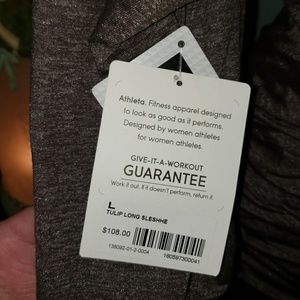 Athleta. Fitness apparel designed
to look as good as it performs.
Designed by women athletes
for women athletes.
GIVE-IT-A-WORKOUT
GUARANTEE
Work it out. If it doesn't perform, return it.
L
TULIP LONG SLESHHE
$108.00
138092-01-2-0004
160597300041